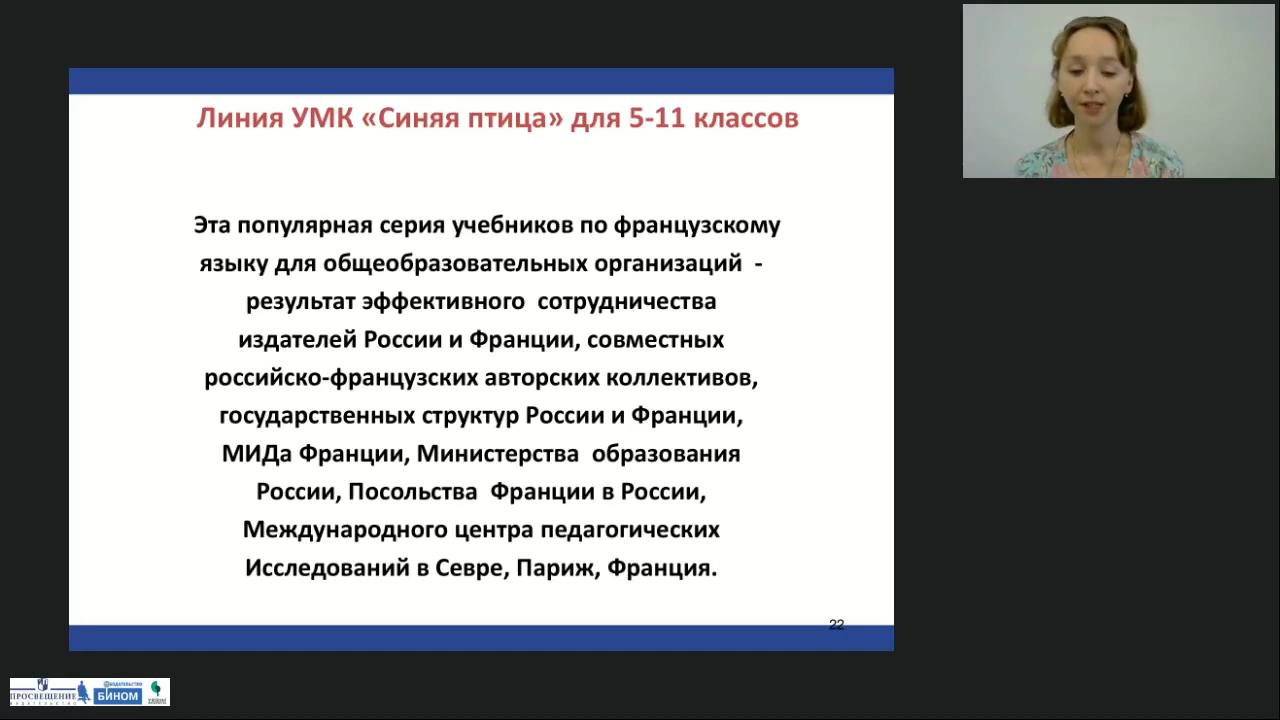 Линия УМК «Синяя птица» для 5-11 классов
Эта популярная серия учебников по французскому
языку для общеобразовательных организаций -
результат эффективного сотрудничества
издателей России и Франции, совместных
российско-французских авторских коллективов,
государственных структур России и Франции,
МИДа Франции, Министерства образования
России, Посольства Франции в России,
Международного центра педагогических
Исследований в Севре, Париж, Франция.
22
ПРОСВЕЩЕНИЕ
ИЗДАТЕЛЬСТВО
БИНОМ